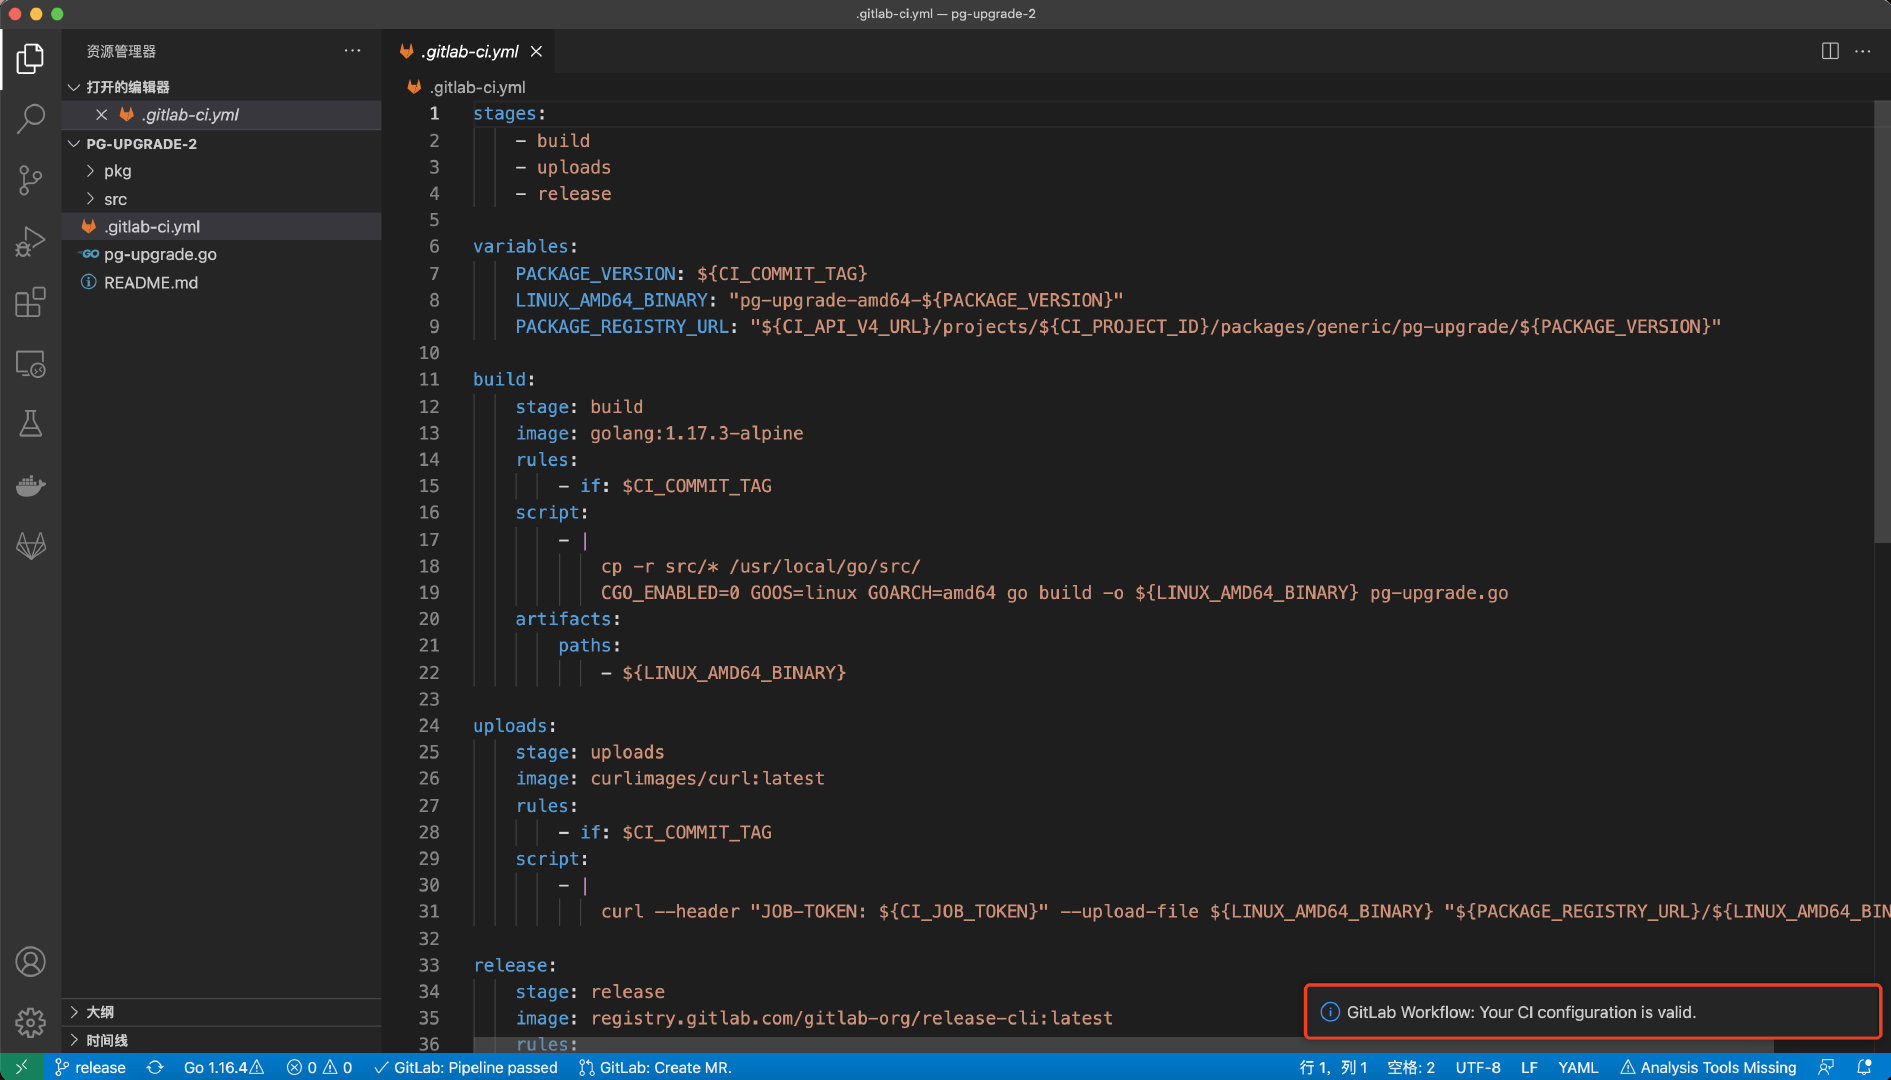 .gitlab-ci.yml — pg-upgrade-2
资源管理器
打开的编辑器
.gitlab-ci.yml
PG-UPGRADE-2
pkg
src
.gitlab-ci.yml
pg-upgrade.go
README.md
大纲
时间线
.gitlab-ci.yml
.gitlab-ci.yml
1 stages:
2 - build
3 - uploads
4 - release
5
6 variables:
7 PACKAGE_VERSION: ${CI_COMMIT_TAG}
8 LINUX_AMD64_BINARY: "pg-upgrade-amd64-${PACKAGE_VERSION}"
9 PACKAGE_REGISTRY_URL: "${CI_API_V4_URL}/projects/${CI_PROJECT_ID}/packages/generic/pg-upgrade/${PACKAGE_VERSION}"
10
11 build:
12 stage: build
13 image: golang:1.17.3-alpine
14 rules:
15 - if: $CI_COMMIT_TAG
16 script:
17 - |
18 cp -r src/* /usr/local/go/src/
19 CGO_ENABLED=0 GOOS=linux GOARCH=amd64 go build -o ${LINUX_AMD64_BINARY} pg-upgrade.go
20 artifacts:
21 paths:
22 - ${LINUX_AMD64_BINARY}
23
24 uploads:
25 stage: uploads
26 image: curlimages/curl:latest
27 rules:
28 - if: $CI_COMMIT_TAG
29 script:
30 - |
31 curl --header "JOB-TOKEN: ${CI_JOB_TOKEN}" --upload-file ${LINUX_AMD64_BINARY} "${PACKAGE_REGISTRY_URL}/${LINUX_AMD64_BIN
32
33 release:
34 stage: release
35 image: registry.gitlab.com/gitlab-org/release-cli:latest
36 rules:
GitLab Workflow: Your CI configuration is valid.
release Go 1.16.4 0 0 GitLab: Pipeline passed GitLab: Create MR. 行 1，列 1 空格: 2 UTF-8 LF YAML Analysis Tools Missing